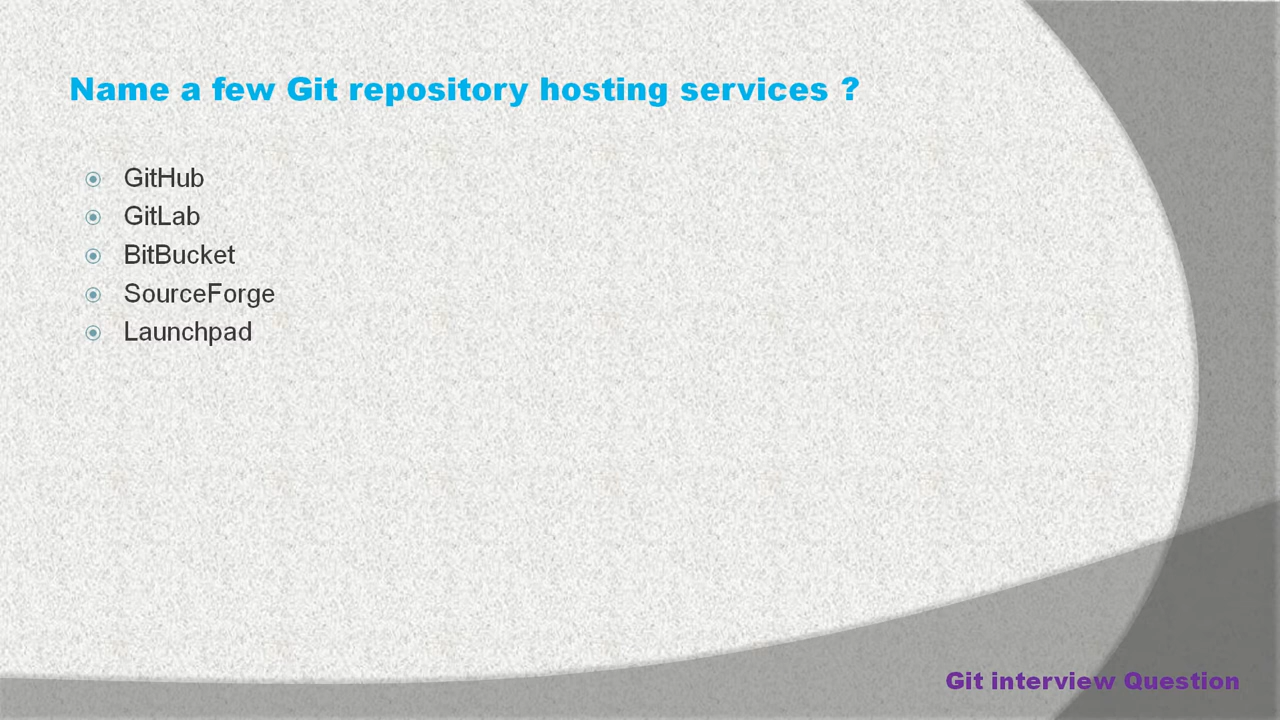 Name a few Git repository hosting services ?
GitHub
GitLab
BitBucket
SourceForge
Launchpad
Git interview Question